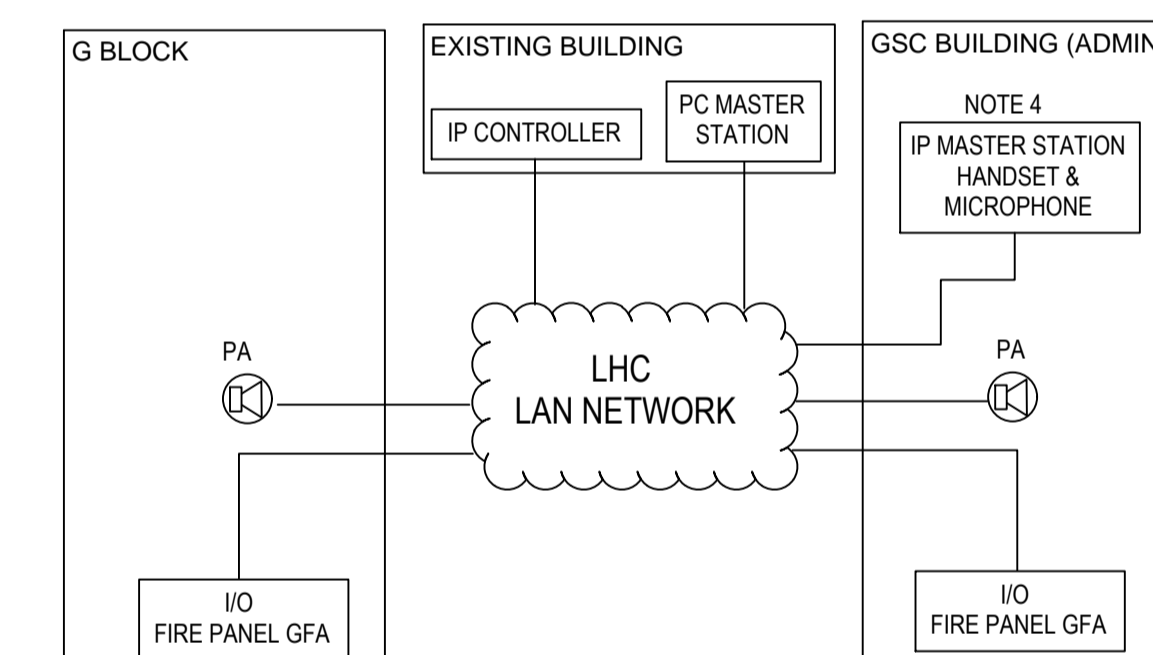 G BLOCK
EXISTING BUILDING
GSC BUILDING (ADMIN
IP CONTROLLER
PC MASTER
STATION
NOTE 4
IP MASTER STATION
HANDSET &
MICROPHONE
PA
LHC
LAN NETWORK
PA
I/O
FIRE PANEL GFA
I/O
FIRE PANEL GFA